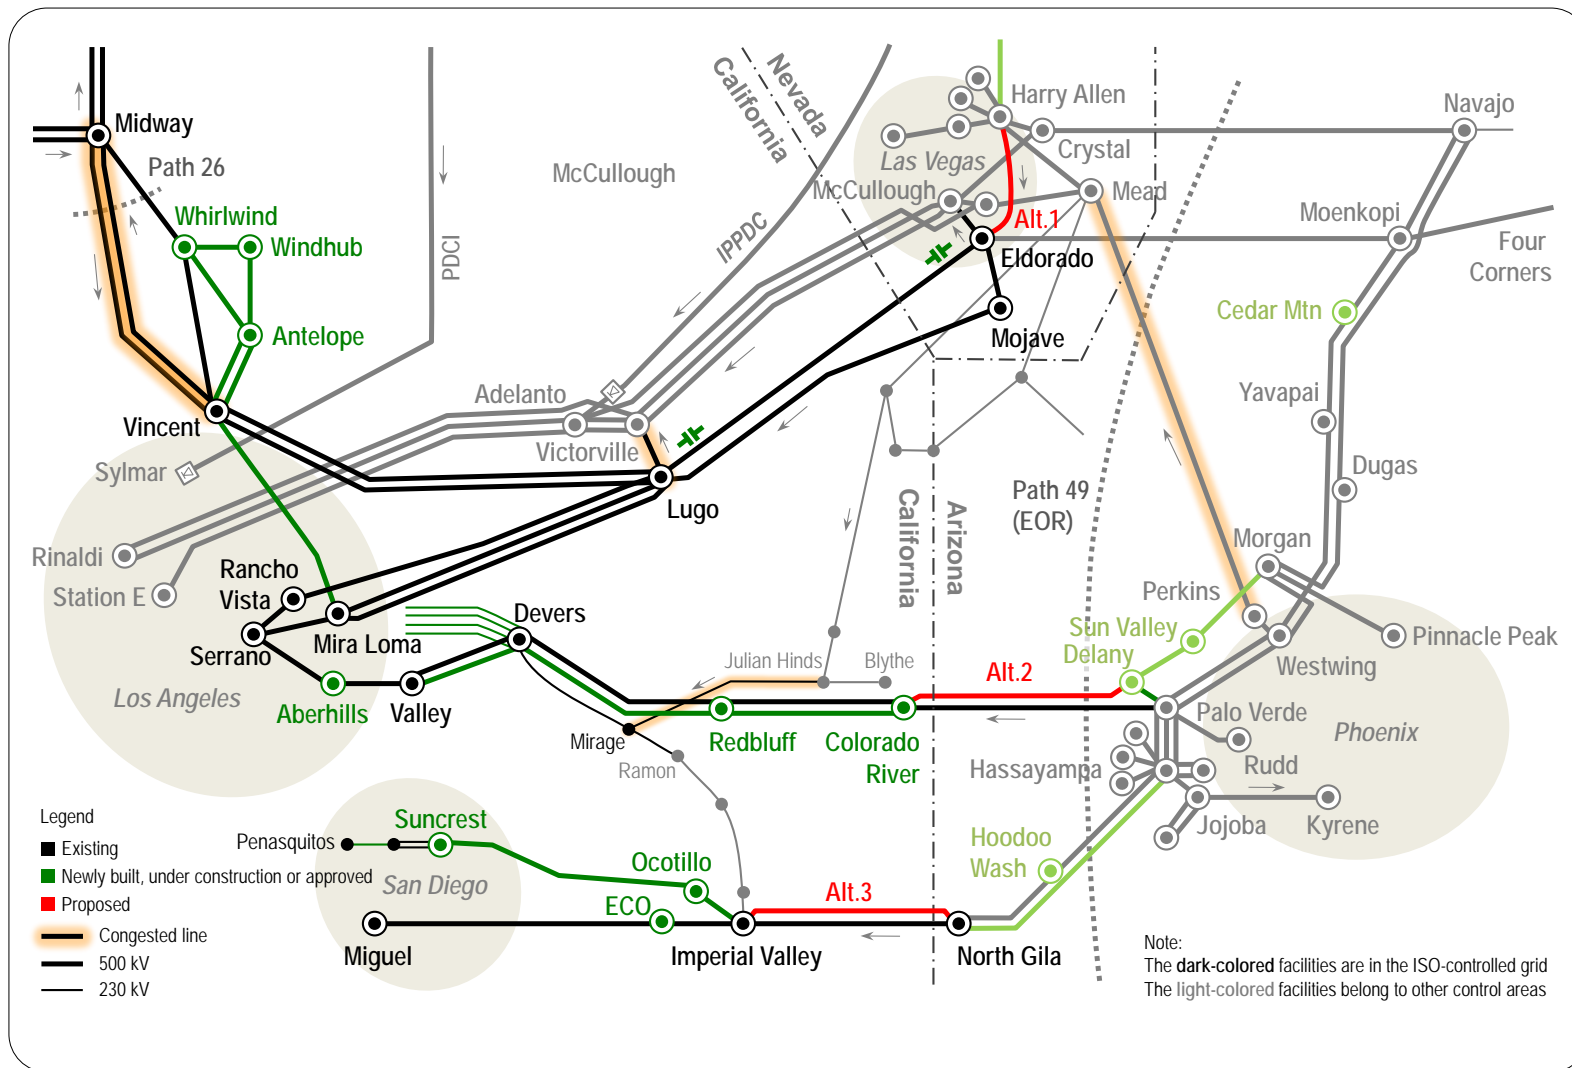 Midway
Path 26
Whirlwind
Windhub
Antelope
Vincent
PDCI
Sylmar
Rinaldi
Station E
Rancho
Vista
Serrano
Mira Loma
Los Angeles
Aberhills
Valley
Devers
Adelanto
Victorville
Lugo
McCullough
IPPDC
Nevada
California
Las Vegas
McCullough
Harry Allen
Crystal
Mead
Alt.1
Eldorado
Mojave
Navajo
Moenkopi
Four
Corners
Cedar Mtn
Yavapai
Dugas
Morgan
Perkins
Pinnacle Peak
Westwing
Sun Valley
Delany
Path 49
(EOR)
California
Arizona
Julian Hinds
Blythe
Alt.2
Mirage
Ramon
Redbluff
Colorado
River
Palo Verde
Phoenix
Hassayampa
Rudd
Jojoba
Kyrene
Hoodoo
Wash
Penasquitos
Suncrest
San Diego
Ocotillo
ECO
Alt.3
Miguel
Imperial Valley
North Gila
Legend
Existing
Newly built, under construction or approved
Proposed
Congested line
500 kV
230 kV
Note:
The dark-colored facilities are in the ISO-controlled grid
The light-colored facilities belong to other control areas